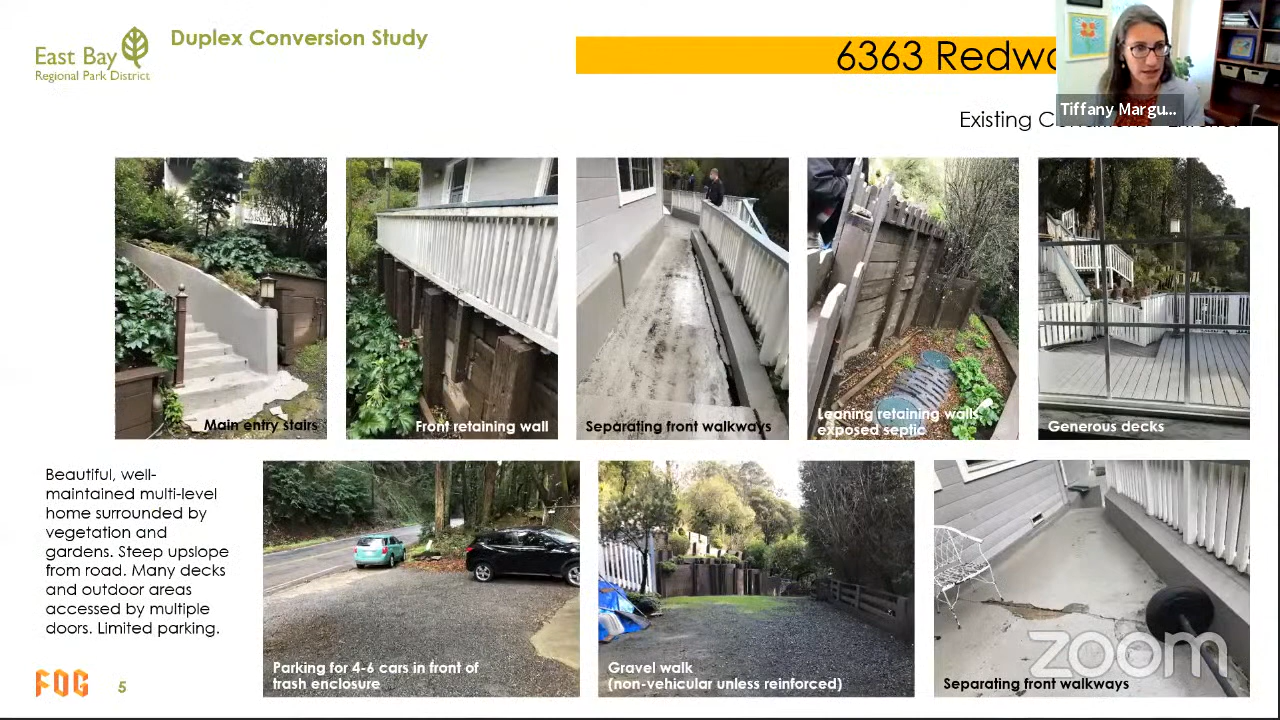 East Bay
Regional Park District
Duplex Conversion Study
6363
Tiffany Margu...
Existing
Main entry stairs
Front retaining wall
Separating front walkways
Leaning retaining walls,
exposed septic
Generous decks
Beautiful, well-
maintained multi-level
home surrounded by
vegetation and
gardens. Steep upslope
from road. Many decks
and outdoor areas
accessed by multiple
doors. Limited parking.
Parking for 4-6 cars in front of
trash enclosure
Gravel walk
(non-vehicular unless reinforced)
Separating front walkways
zoom
FOG
5